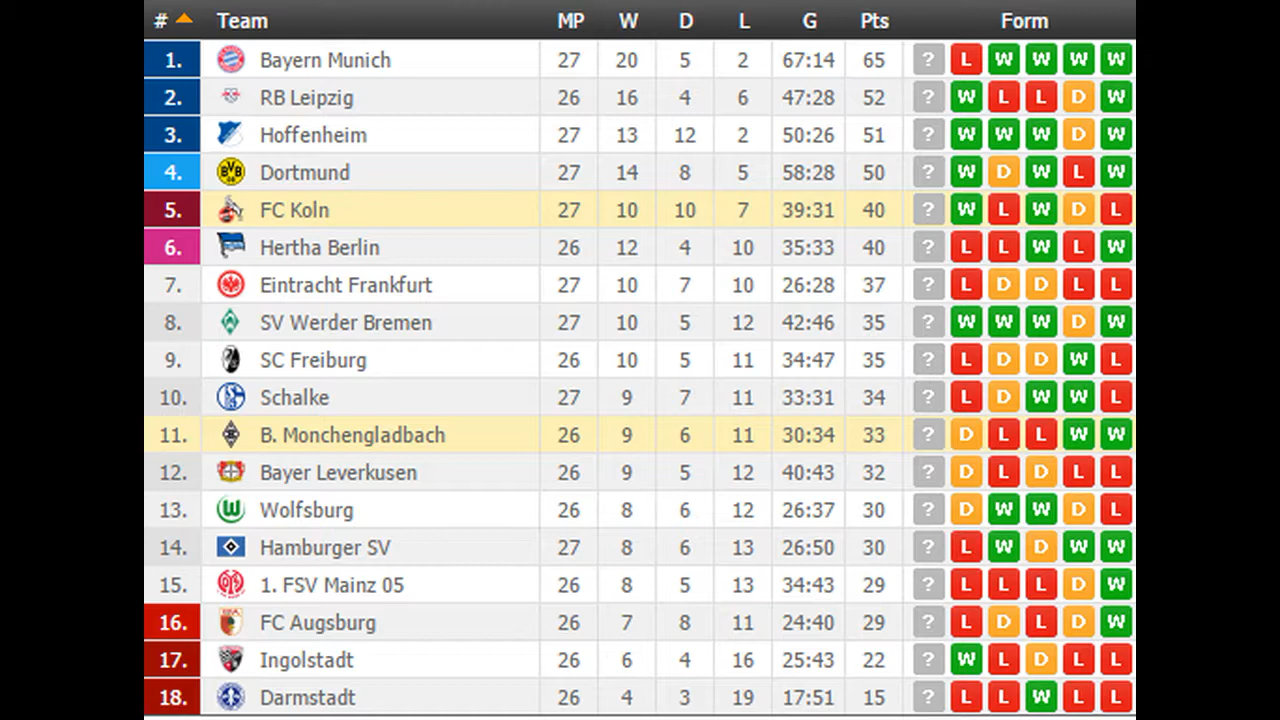 # Team MP W D L G Pts Form
1. Bayern Munich 27 20 5 2 67:14 65 ? L W W W W
2. RB Leipzig 26 16 4 6 47:28 52 ? W L L D W
3. Hoffenheim 27 13 12 2 50:26 51 ? W W W D W
4. Dortmund 27 14 8 5 58:28 50 ? W D W L W
5. FC Koln 27 10 10 7 39:31 40 ? W L W D L
6. Hertha Berlin 26 12 4 10 35:33 40 ? L L W L W
7. Eintracht Frankfurt 27 10 7 10 26:28 37 ? L D D L L
8. SV Werder Bremen 27 10 5 12 42:46 35 ? W W W D W
9. SC Freiburg 26 10 5 11 34:47 35 ? L D D W L
10. Schalke 27 9 7 11 33:31 34 ? L D W W L
11. B. Monchengladbach 26 9 6 11 30:34 33 ? D L L W W
12. Bayer Leverkusen 26 9 5 12 40:43 32 ? D L D L L
13. Wolfsburg 26 8 6 12 26:37 30 ? D W W D L
14. Hamburger SV 27 8 6 13 26:50 30 ? L W D W W
15. 1. FSV Mainz 05 26 8 5 13 34:43 29 ? L L L D W
16. FC Augsburg 26 7 8 11 24:40 29 ? L D L D W
17. Ingolstadt 26 6 4 16 25:43 22 ? W L D L L
18. Darmstadt 26 4 3 19 17:51 15 ? L L W L L